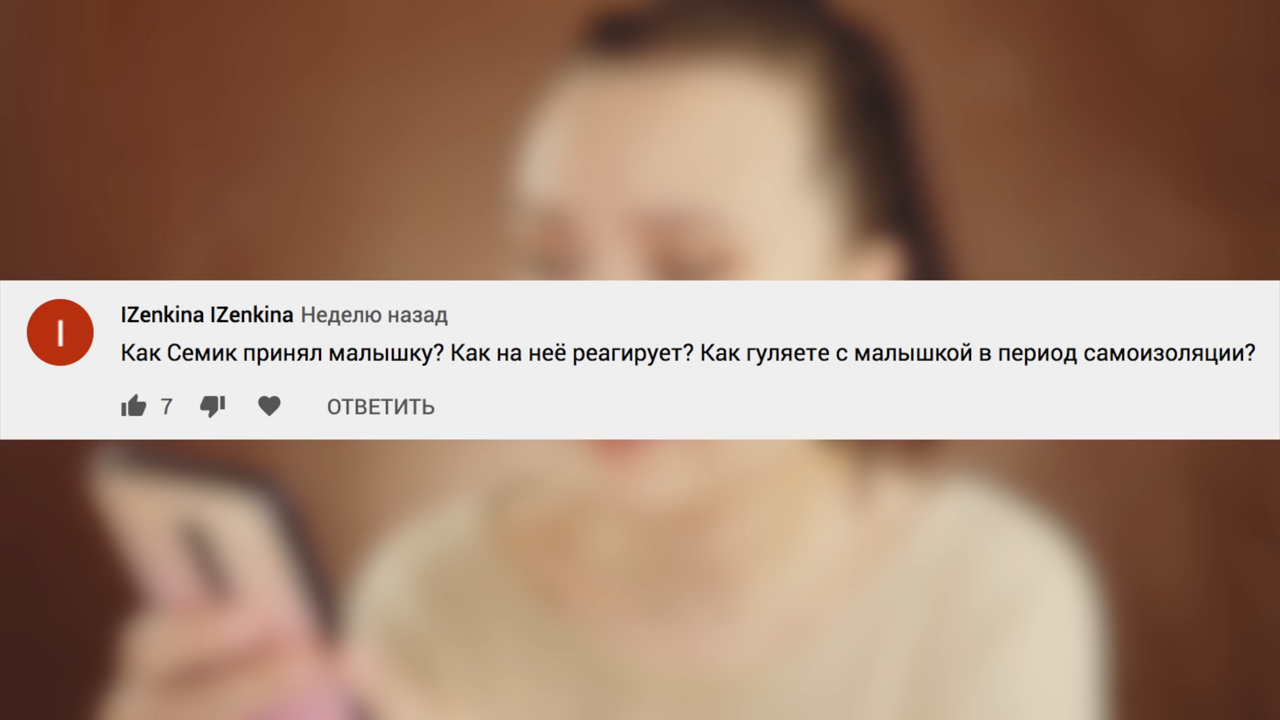 I
IZenkina IZenkina Неделю назад
Как Семик принял малышку? Как на неё реагирует? Как гуляете с малышкой в период самоизоляции?
7 ОТВЕТИТЬ